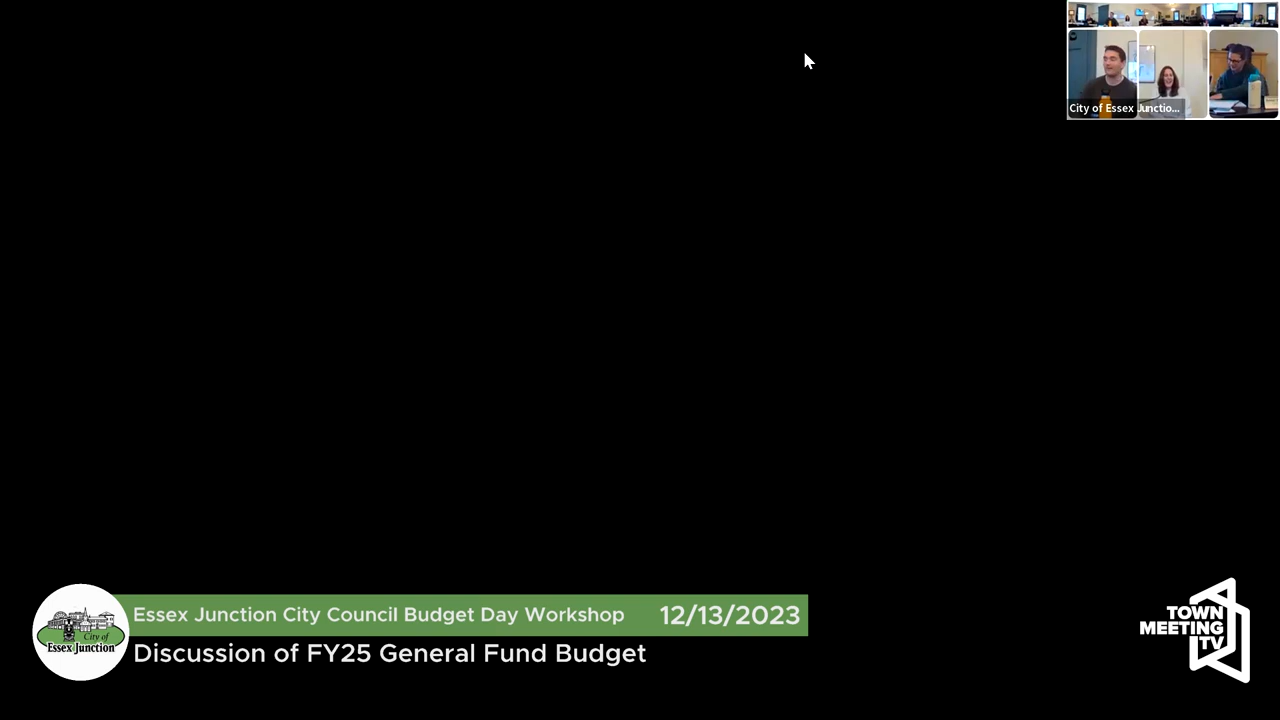 City of Essex Junctio...
Essex Junction City Council Budget Day Workshop 12/13/2023
City of
Essex Junction
Discussion of FY25 General Fund Budget
TOWN
MEETING
TV